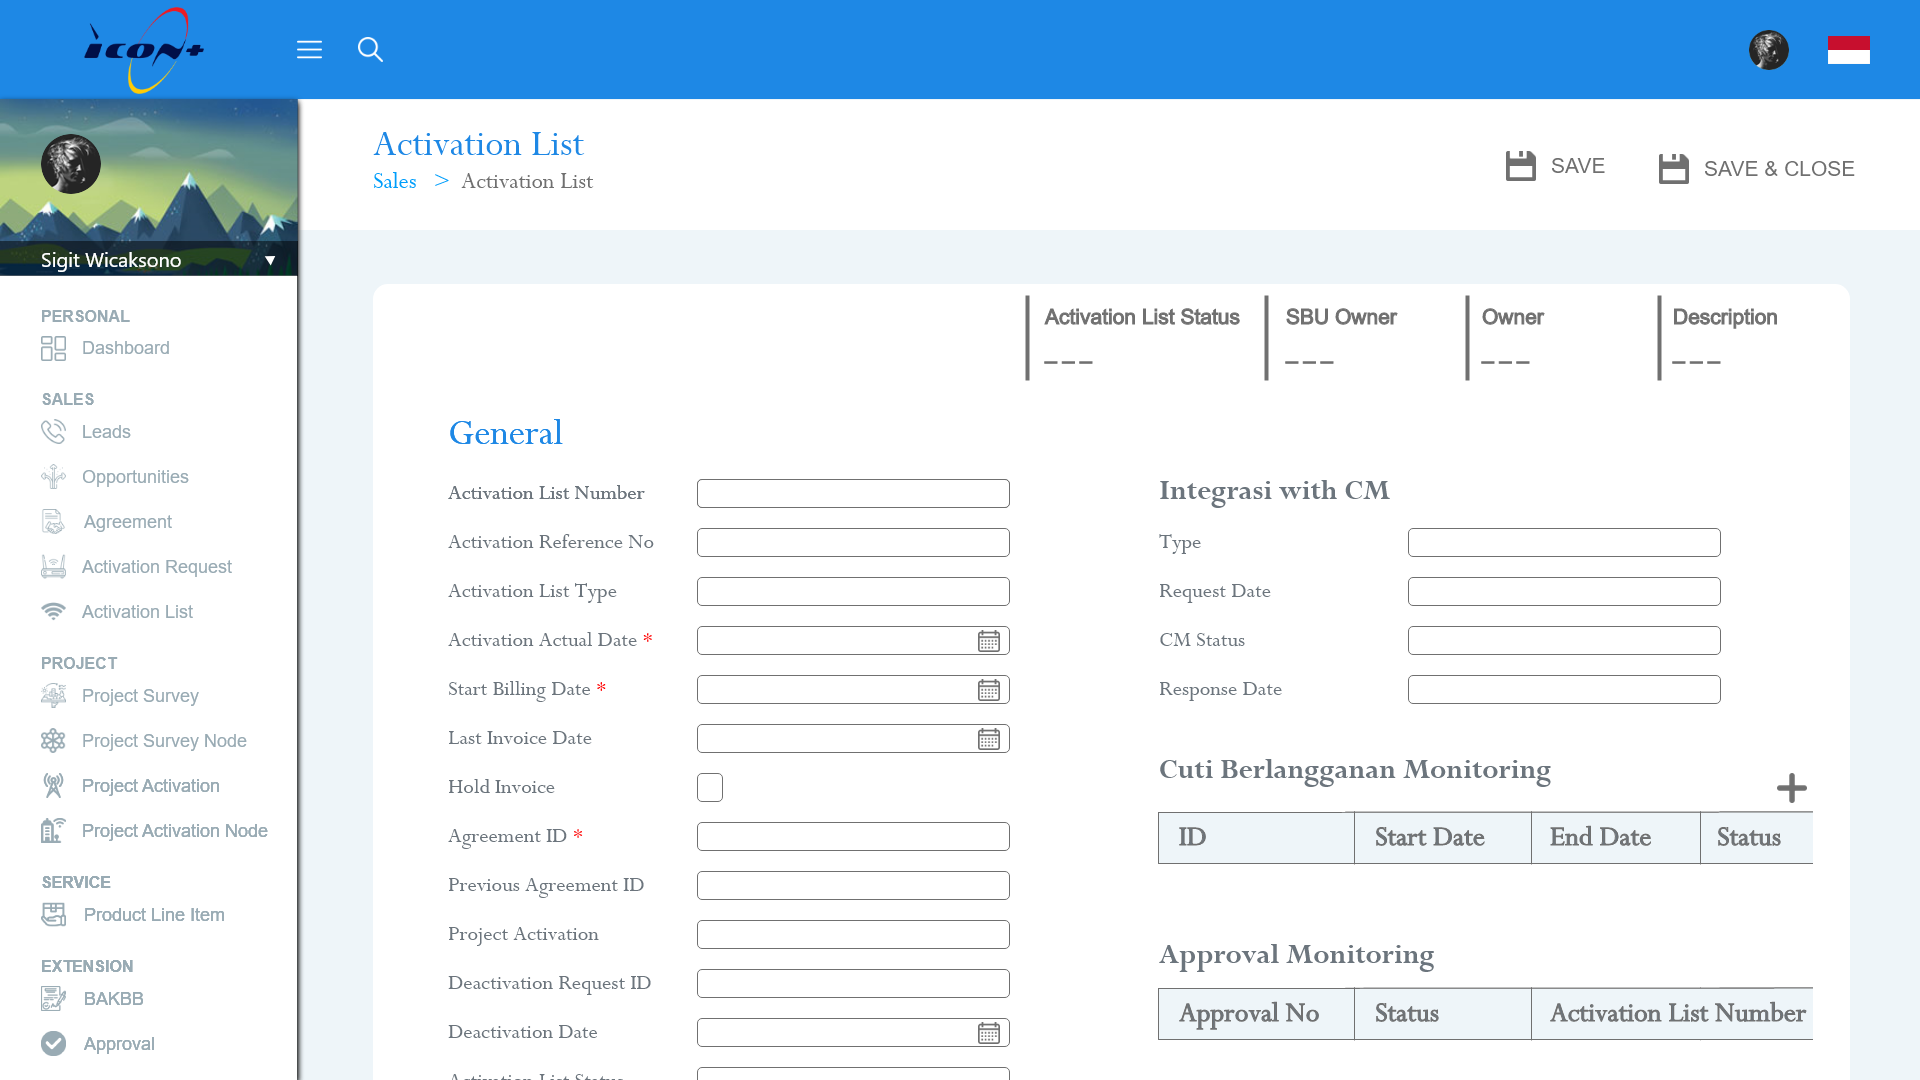 icon+
Sigit Wicaksono
▼
PERSONAL
Dashboard
SALES
Leads
Opportunities
Agreement
Activation Request
Activation List
PROJECT
Project Survey
Project Survey Node
Project Activation
Project Activation Node
SERVICE
Product Line Item
EXTENSION
BAKBB
Approval
Activation List
Sales > Activation List
SAVE
SAVE & CLOSE
Activation List Status
SBU Owner
Owner
Description
---
---
---
---
General
Activation List Number
Activation Reference No
Activation List Type
Activation Actual Date *
Start Billing Date *
Last Invoice Date
Hold Invoice
Agreement ID *
Previous Agreement ID
Project Activation
Deactivation Request ID
Deactivation Date
Activation List Status
Integrasi with CM
Type
Request Date
CM Status
Response Date
Cuti Berlangganan Monitoring
ID Start Date End Date Status
Approval Monitoring
Approval No Status Activation List Number